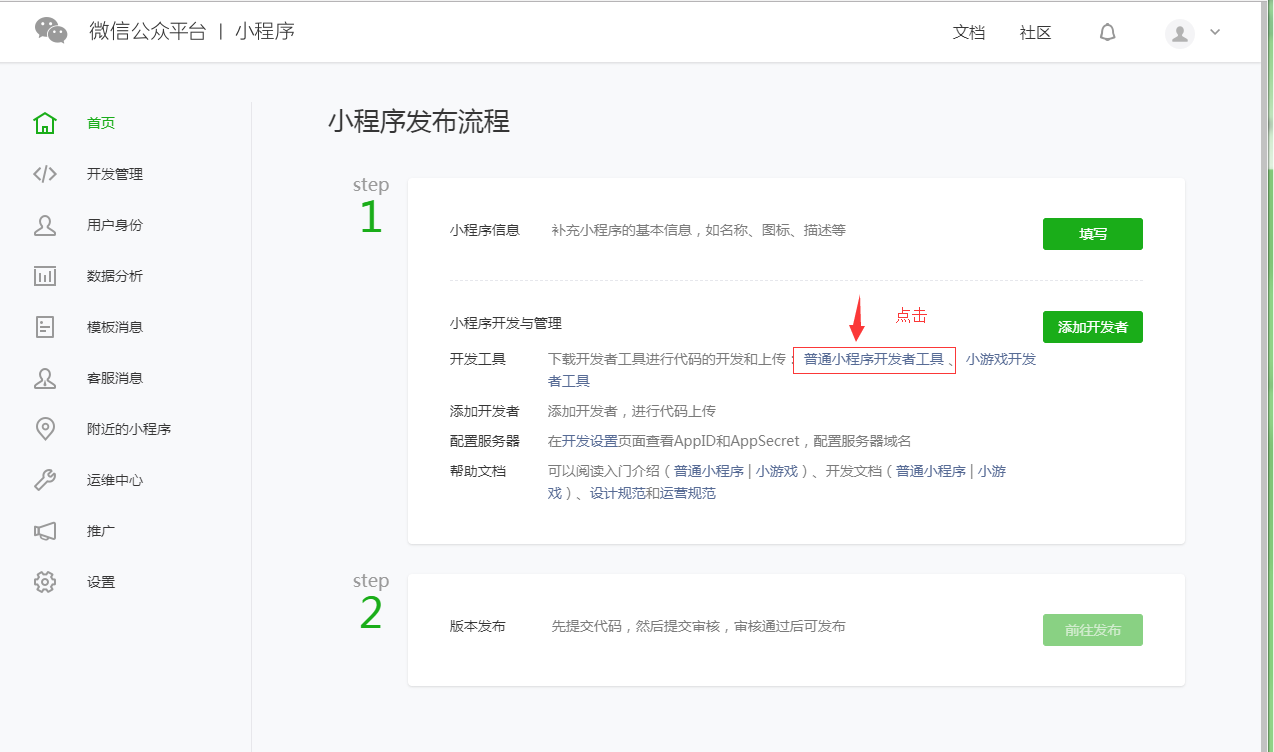 微信公众平台 | 小程序
文档
社区
首页
开发管理
用户身份
数据分析
模板消息
客服消息
附近的小程序
运维中心
推广
设置
小程序发布流程
step
1
小程序信息
补充小程序的基本信息，如名称、图标、描述等
填写
小程序开发与管理
点击
添加开发者
开发工具
下载开发者工具进行代码的开发和上传：普通小程序开发者工具 、小游戏开发
者工具
添加开发者
添加开发者，进行代码上传
配置服务器
在开发设置页面查看AppID和AppSecret，配置服务器域名
帮助文档
可以阅读入门介绍（普通小程序 | 小游戏）、开发文档（普通小程序 | 小游
戏）、设计规范和运营规范
step
2
版本发布
先提交代码，然后提交审核，审核通过后可发布
前往发布